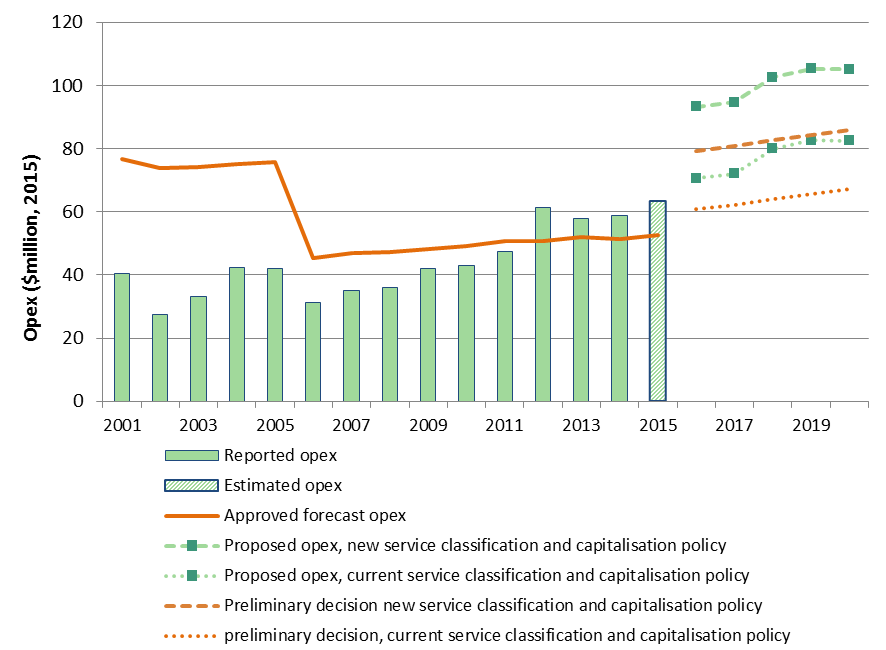 120
100
80
60
40
20
0
Opex ($million, 2015)
2001 2003 2005 2007 2009 2011 2013 2015 2017 2019
Reported opex
Estimated opex
Approved forecast opex
Proposed opex, new service classification and capitalisation policy
Proposed opex, current service classification and capitalisation policy
Preliminary decision new service classification and capitalisation policy
preliminary decision, current service classification and capitalisation policy